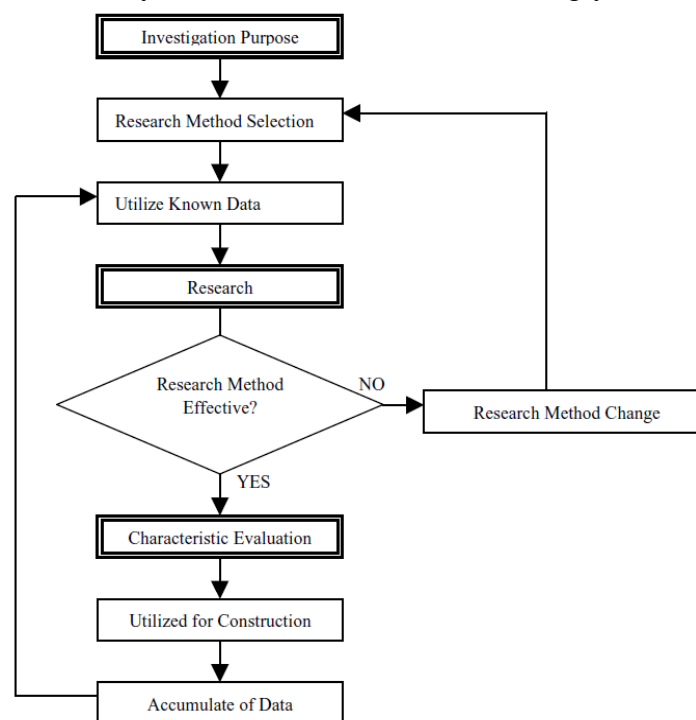 Investigation Purpose
Research Method Selection
Utilize Known Data
Research
Research Method
Effective?
NO
Research Method Change
YES
Characteristic Evaluation
Utilized for Construction
Accumulate of Data